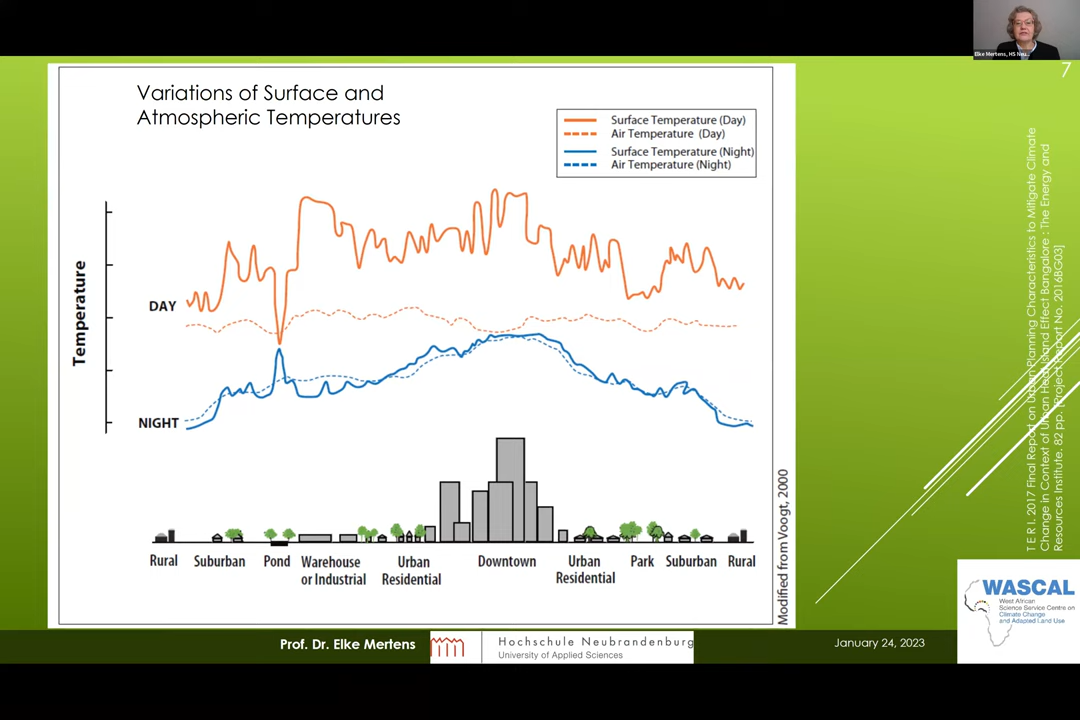 Elke Mertens, HS Neu...
7
Variations of Surface and
Atmospheric Temperatures
Surface Temperature (Day)
Air Temperature (Day)
Surface Temperature (Night)
Air Temperature (Night)
Temperature
DAY
NIGHT
Rural
Suburban
Pond
Warehouse
or Industrial
Urban
Residential
Downtown
Urban
Residential
Park
Suburban
Rural
Modified from Voogt, 2000
T E R I. 2017 Final Report on Urban Planning Characteristics to Mitigate Climate
Change in Context of Urban Heat Island Effect Bangalore : The Energy and
Resources Institute. 82 pp. [Project Report No. 2016BG03]
WASCAL
West African
Science Service Centre on
Climate Change
and Adapted Land Use
Prof. Dr. Elke Mertens
Hochschule Neubrandenburg
University of Applied Sciences
January 24, 2023